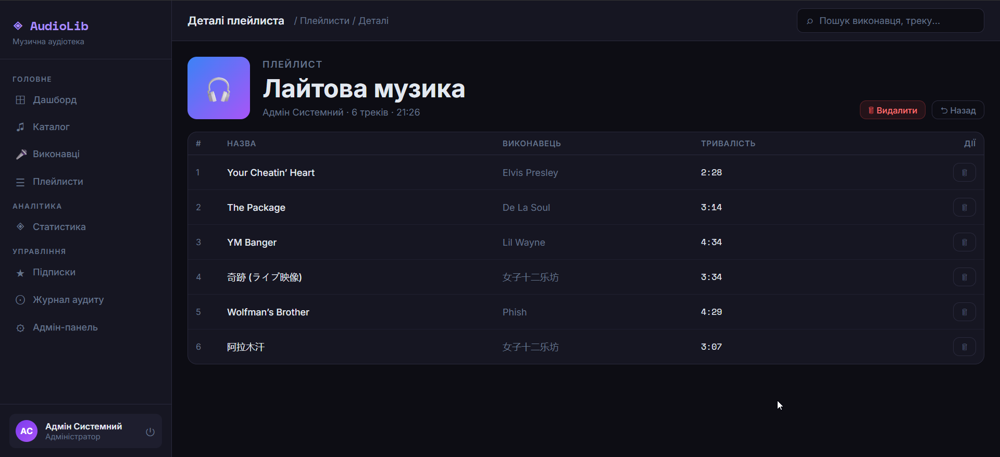 AudioLib
Музична аудіотека
ГОЛОВНЕ
Дашборд
Каталог
Виконавці
Плейлисти
АНАЛІТИКА
Статистика
УПРАВЛІННЯ
Підписки
Журнал аудиту
Адмін-панель
АС
Адмін Системний
Адміністратор
Деталі плейлиста / Плейлисти / Деталі
Пошук виконавця, треку...
ПЛЕЙЛИСТ
Лайтова музика
Адмін Системний · 6 треків · 21:26
Видалити
Назад
# НАЗВА ВИКОНАВЕЦЬ ТРИВАЛІСТЬ ДІЇ
1 Your Cheatin’ Heart Elvis Presley 2:28
2 The Package De La Soul 3:14
3 YM Banger Lil Wayne 4:34
4 奇跡 (ライブ映像) 女子十二乐坊 3:34
5 Wolfman’s Brother Phish 4:29
6 阿拉木汗 女子十二乐坊 3:07